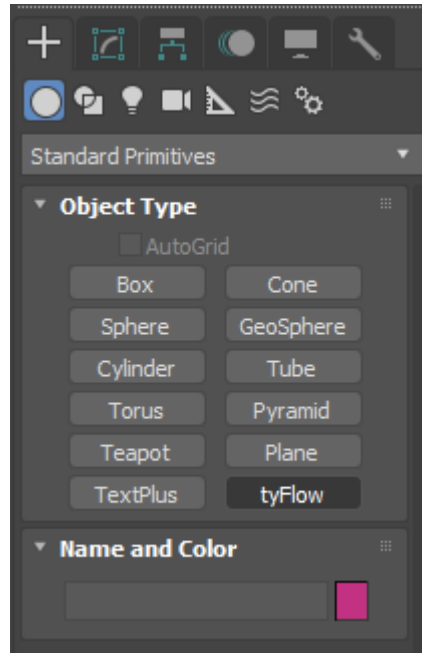 Standard Primitives
Object Type
AutoGrid
Box Cone
Sphere GeoSphere
Cylinder Tube
Torus Pyramid
Teapot Plane
TextPlus tyFlow
Name and Color